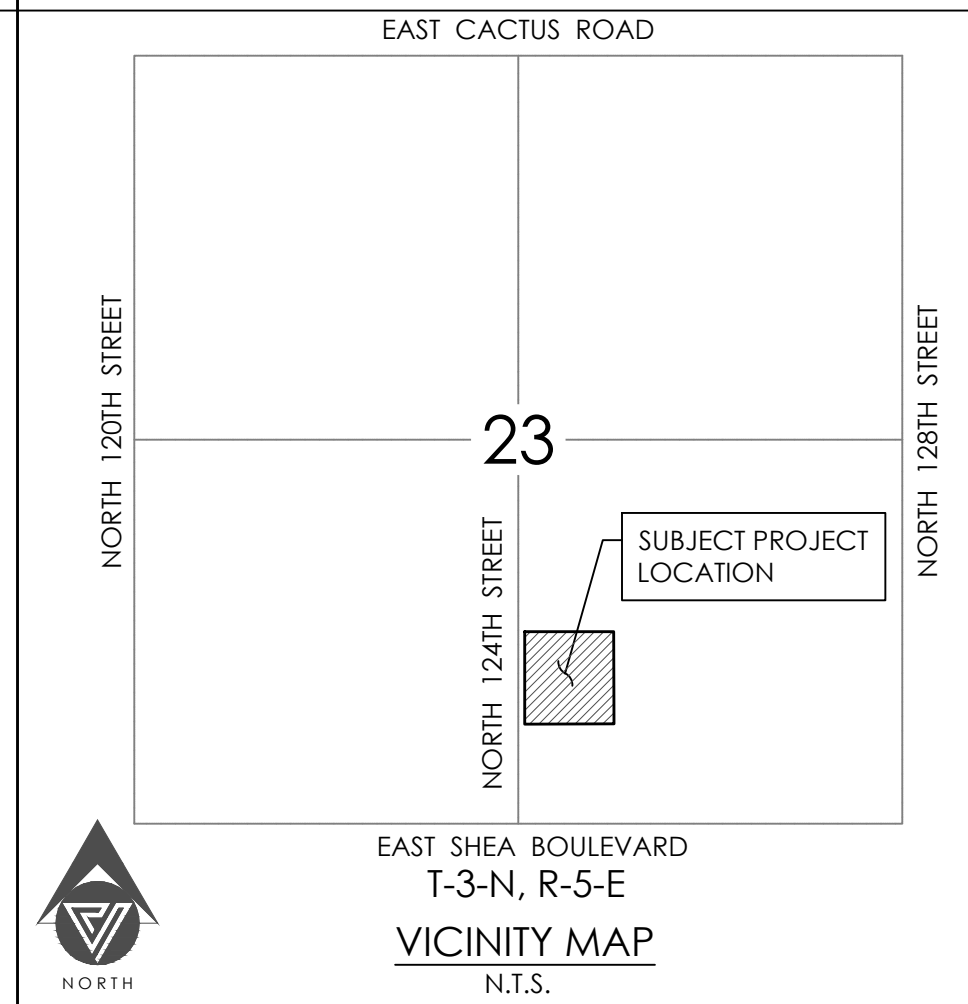 EAST CACTUS ROAD
NORTH 120TH STREET
23
NORTH 128TH STREET
NORTH 124TH STREET
SUBJECT PROJECT
LOCATION
EAST SHEA BOULEVARD
T-3-N, R-5-E
VICINITY MAP
N.T.S.
NORTH